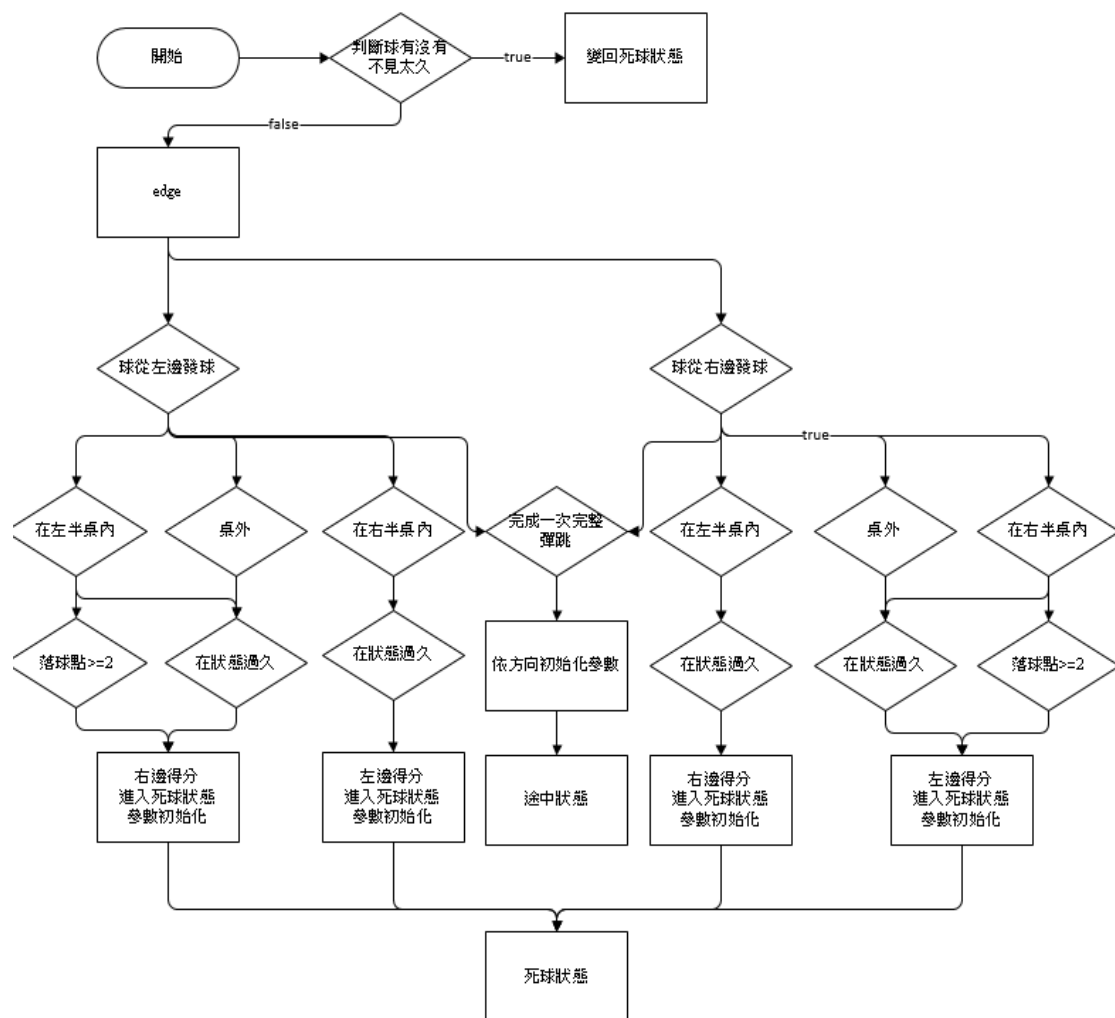 開始
判斷球有沒有
不見太久
true
變回死球狀態
false
edge
球從左邊發球
球從右邊發球
true
在左半桌內
桌外
在右半桌內
完成一次完整
彈跳
在左半桌內
桌外
在右半桌內
落球點>=2
在狀態過久
在狀態過久
依方向初始化參數
在狀態過久
在狀態過久
落球點>=2
右邊得分
進入死球狀態
參數初始化
左邊得分
進入死球狀態
參數初始化
途中狀態
右邊得分
進入死球狀態
參數初始化
左邊得分
進入死球狀態
參數初始化
死球狀態